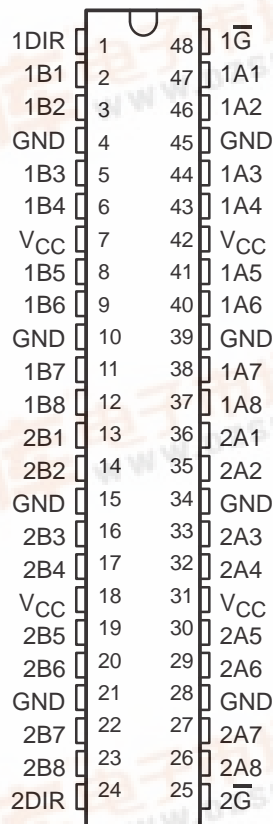 1DIR 1 48 1G̅
1B1 2 47 1A1
1B2 3 46 1A2
GND 4 45 GND
1B3 5 44 1A3
1B4 6 43 1A4
VCC 7 42 VCC
1B5 8 41 1A5
1B6 9 40 1A6
GND 10 39 GND
1B7 11 38 1A7
1B8 12 37 1A8
2B1 13 36 2A1
2B2 14 35 2A2
GND 15 34 GND
2B3 16 33 2A3
2B4 17 32 2A4
VCC 18 31 VCC
2B5 19 30 2A5
2B6 20 29 2A6
GND 21 28 GND
2B7 22 27 2A7
2B8 23 26 2A8
2DIR 24 25 2G̅